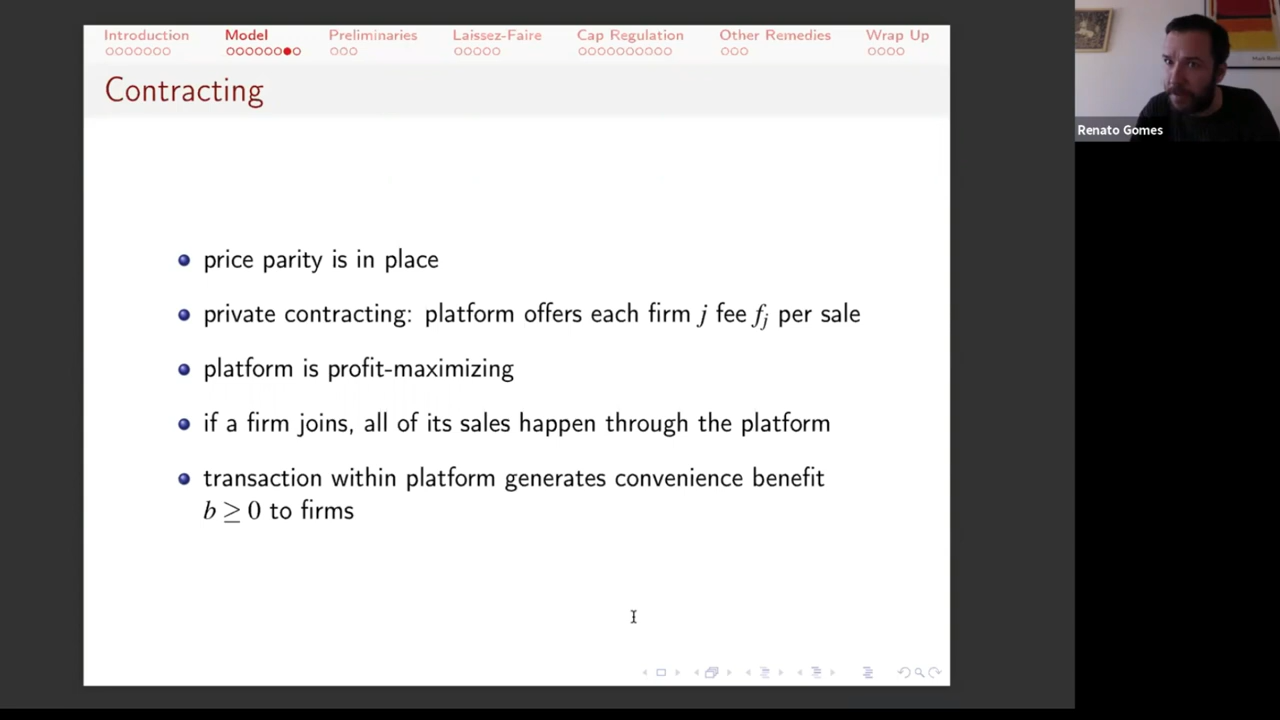 Introduction Model Preliminaries Laissez-Faire Cap Regulation Other Remedies Wrap Up
Contracting
price parity is in place
private contracting: platform offers each firm j fee f_j per sale
platform is profit-maximizing
if a firm joins, all of its sales happen through the platform
transaction within platform generates convenience benefit
b ≥ 0 to firms
Renato Gomes